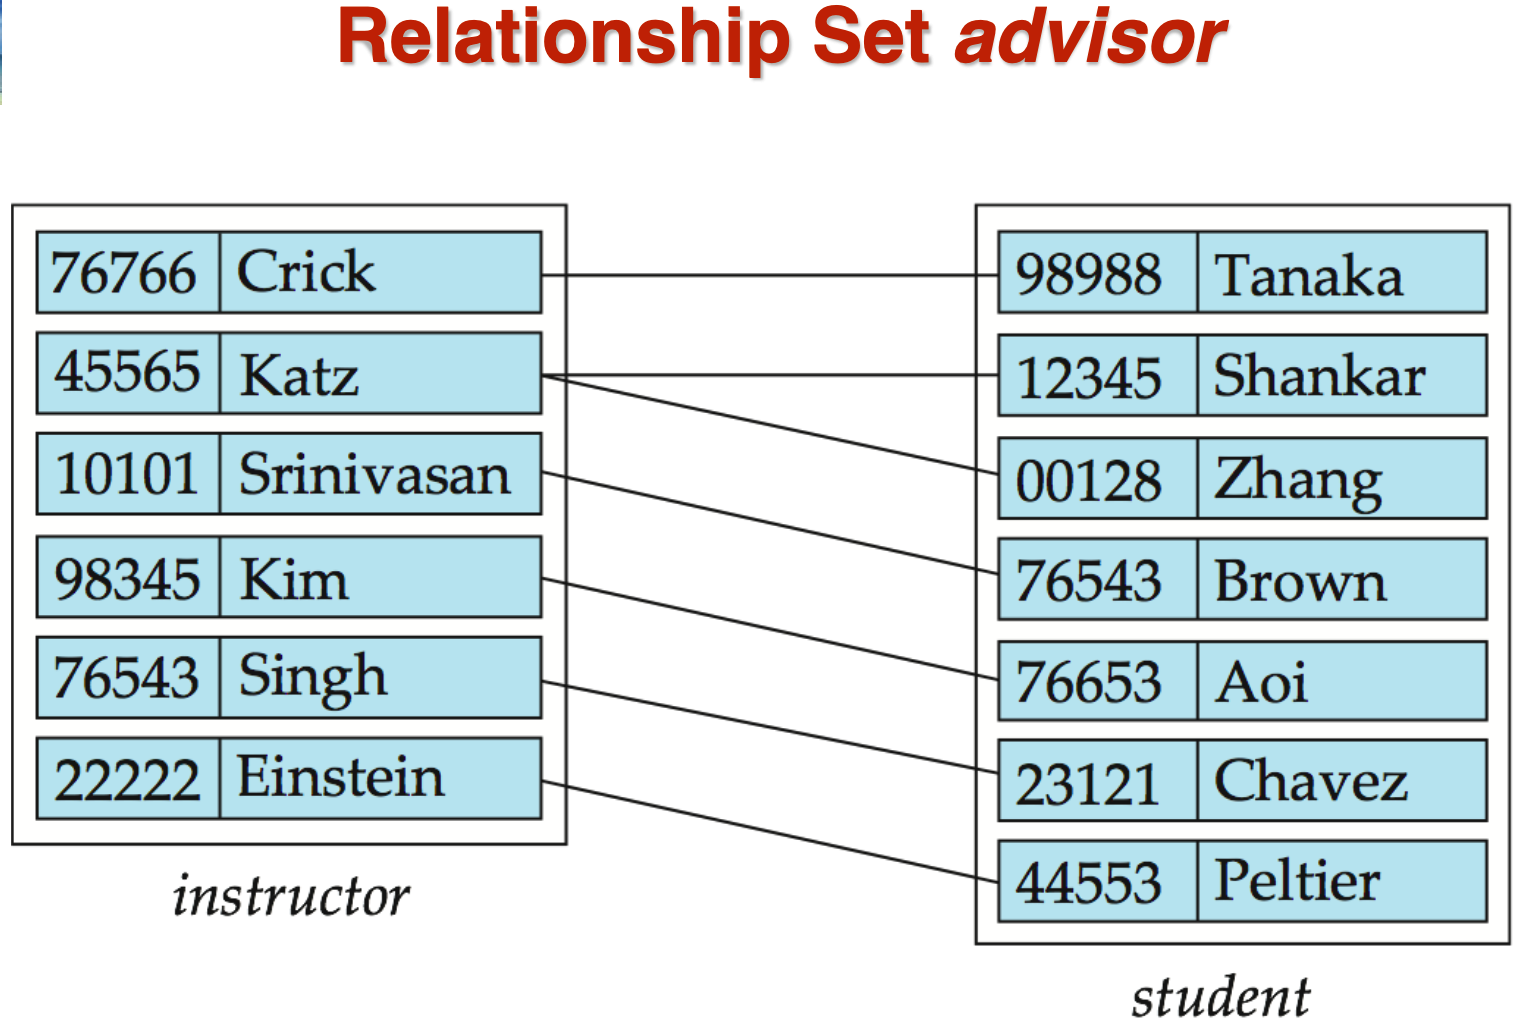 Relationship Set advisor
76766 Crick
45565 Katz
10101 Srinivasan
98345 Kim
76543 Singh
22222 Einstein
instructor
98988 Tanaka
12345 Shankar
00128 Zhang
76543 Brown
76653 Aoi
23121 Chavez
44553 Peltier
student